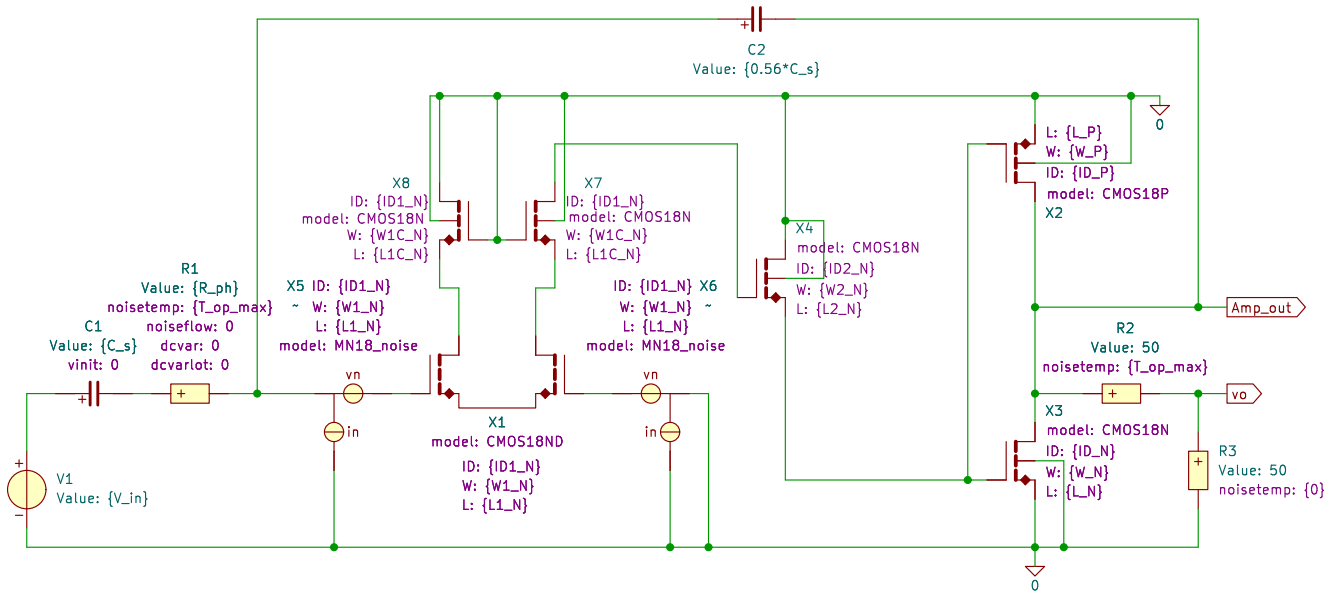 C2
Value: {0.56*C_s}
0
L: {L_P}
W: {W_P}
ID: {ID_P}
model: CMOS18P
X2
X8
ID: {ID1_N}
model: CMOS18N
W: {W1C_N}
L: {L1C_N}
X7
ID: {ID1_N}
model: CMOS18N
W: {W1C_N}
L: {L1C_N}
X4
model: CMOS18N
ID: {ID2_N}
W: {W2_N}
L: {L2_N}
R1
Value: {R_ph}
noisetemp: {T_op_max}
noiseflow: 0
dcvar: 0
dcvarlot: 0
C1
Value: {C_s}
vinit: 0
X5
~
ID: {ID1_N}
W: {W1_N}
L: {L1_N}
model: MN18_noise
X6
~
ID: {ID1_N}
W: {W1_N}
L: {L1_N}
model: MN18_noise
Amp_out
R2
Value: 50
noisetemp: {T_op_max}
vn
in
vn
in
vo
X1
model: CMOS18ND
ID: {ID1_N}
W: {W1_N}
L: {L1_N}
X3
model: CMOS18N
ID: {ID_N}
W: {W_N}
L: {L_N}
R3
Value: 50
noisetemp: {0}
V1
Value: {V_in}
0